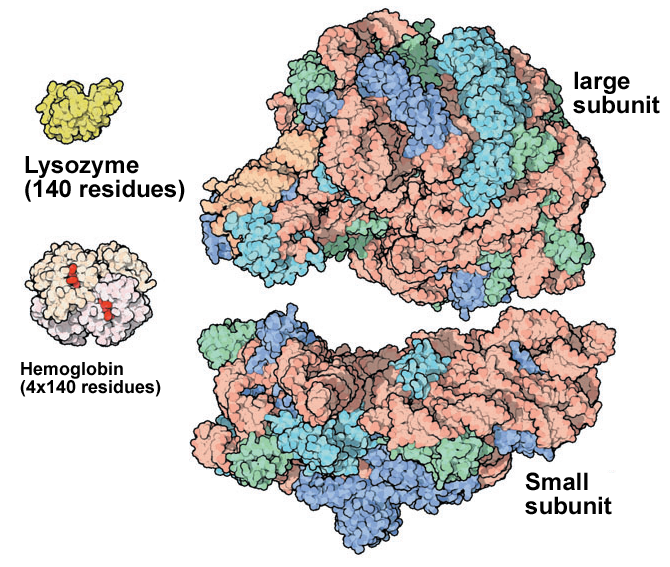 large
subunit
Lysozyme
(140 residues)
Hemoglobin
(4x140 residues)
Small
subunit